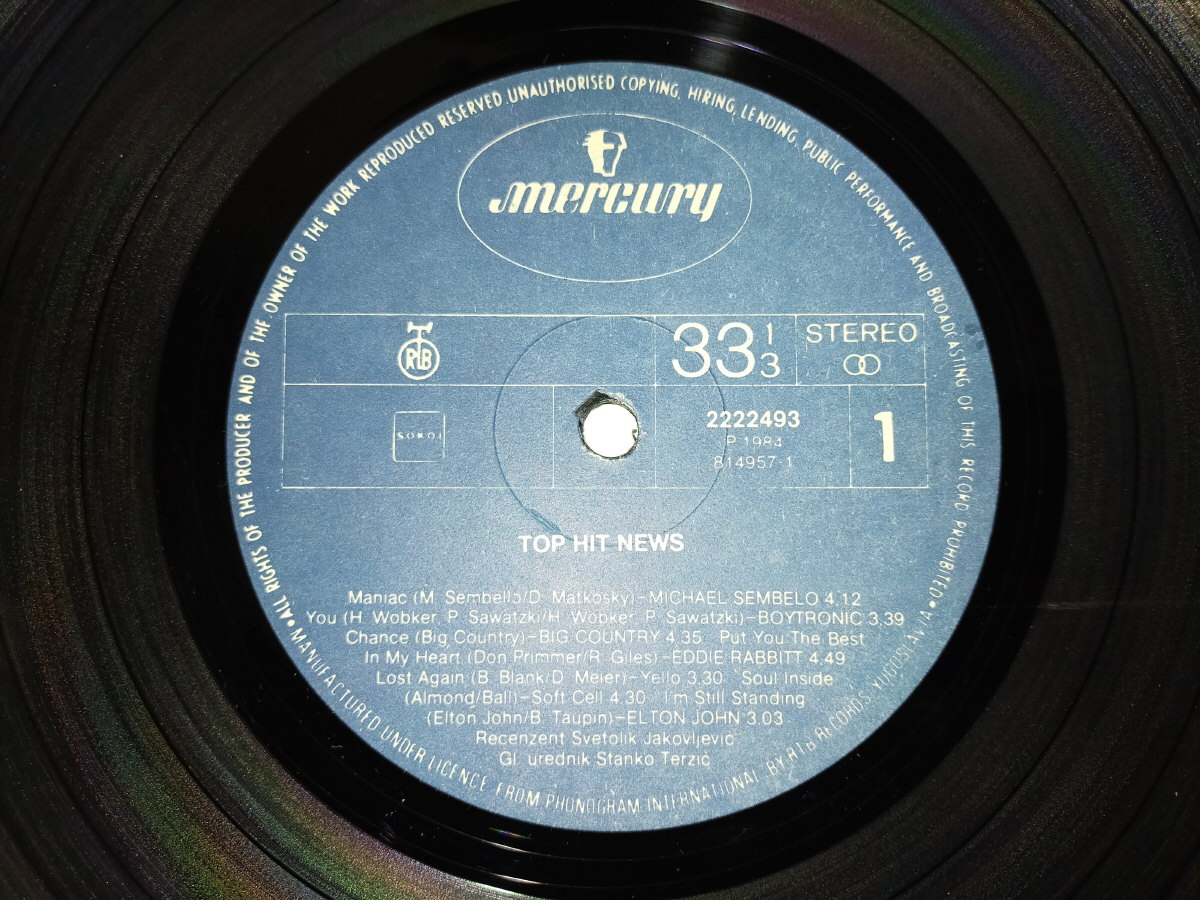 ALL RIGHTS OF THE PRODUCER AND OF THE OWNER OF THE WORK REPRODUCED RESERVED UNAUTHORISED COPYING, HIRING, LENDING, PUBLIC PERFORMANCE AND BROADCASTING OF THIS RECORD PROHIBITED •
mercury
RTB
33 1/3
STEREO
SOKOJ
2222493
P 1984
814957-1
1
TOP HIT NEWS
Maniac (M. Sembello/D. Matkosky)–MICHAEL SEMBELO 4.12
You (H. Wobker, P. Sawatzki/H. Wobker, P. Sawatzki)–BOYTRONIC 3.39
Chance (Big Country)–BIG COUNTRY 4.35 Put You The Best
In My Heart (Don Primmer/R. Giles)–EDDIE RABBITT 4.49
Lost Again (B. Blank/D. Meier)–Yello 3.30 Soul Inside
(Almond/Ball)–Soft Cell 4.30 I'm Still Standing
(Elton John/B. Taupin)–ELTON JOHN 3.03
Recenzent Svetolik Jakovljević
Gl. urednik Stanko Terzić
• MANUFACTURED UNDER LICENCE FROM PHONOGRAM INTERNATIONAL BY RTB RECORDS, YUGOSLAVIA